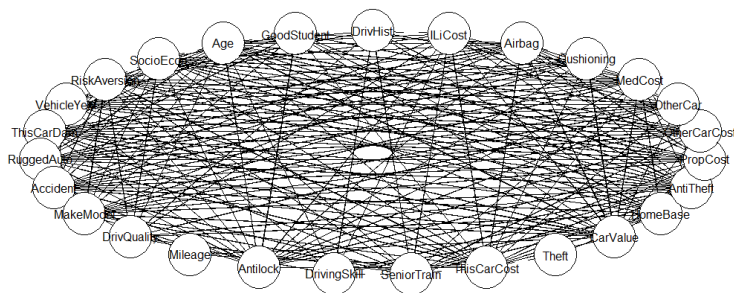 DrivHist
GoodStudent
ILiCost
Age
Airbag
SocioEcon
Cushioning
RiskAversion
MedCost
VehicleYear
OtherCar
ThisCarDam
OtherCarCost
RuggedAuto
PropCost
Accident
AntiTheft
MakeModel
HomeBase
DrivQuality
CarValue
Mileage
Theft
Antilock
ThisCarCost
DrivingSkill
SeniorTrain